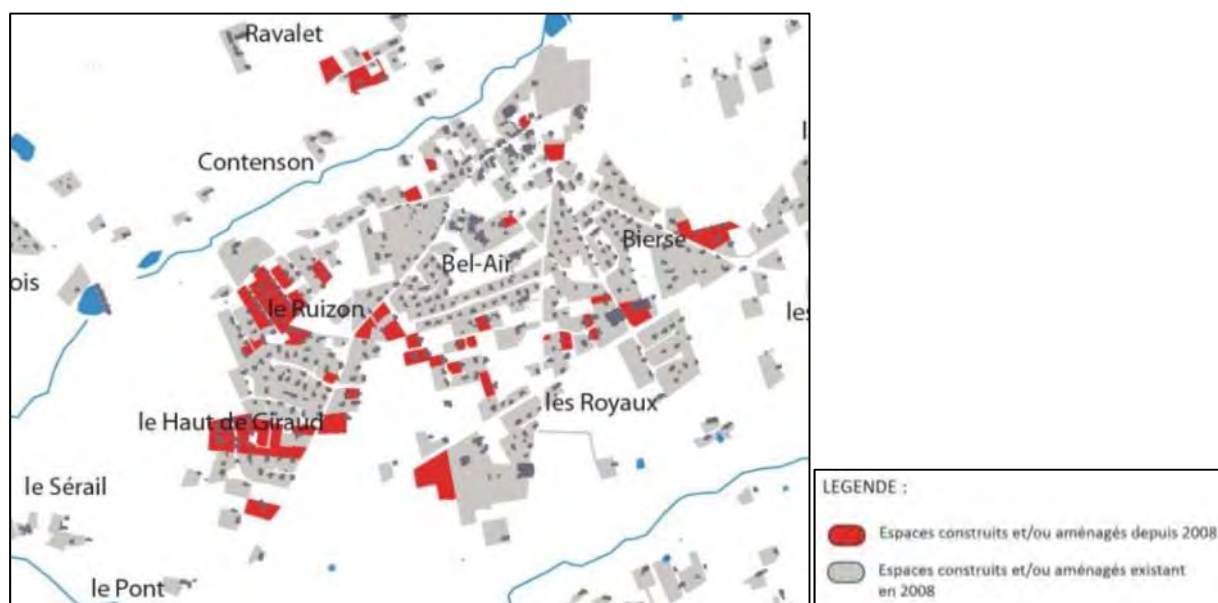 Ravalet
Contenson
Bierse
Bel-Air
ois
le Ruizon
les
les Royaux
le Haut de Giraud
le Sérail
le Pont
LEGENDE :
Espaces construits et/ou aménagés depuis 2008
Espaces construits et/ou aménagés existant
en 2008